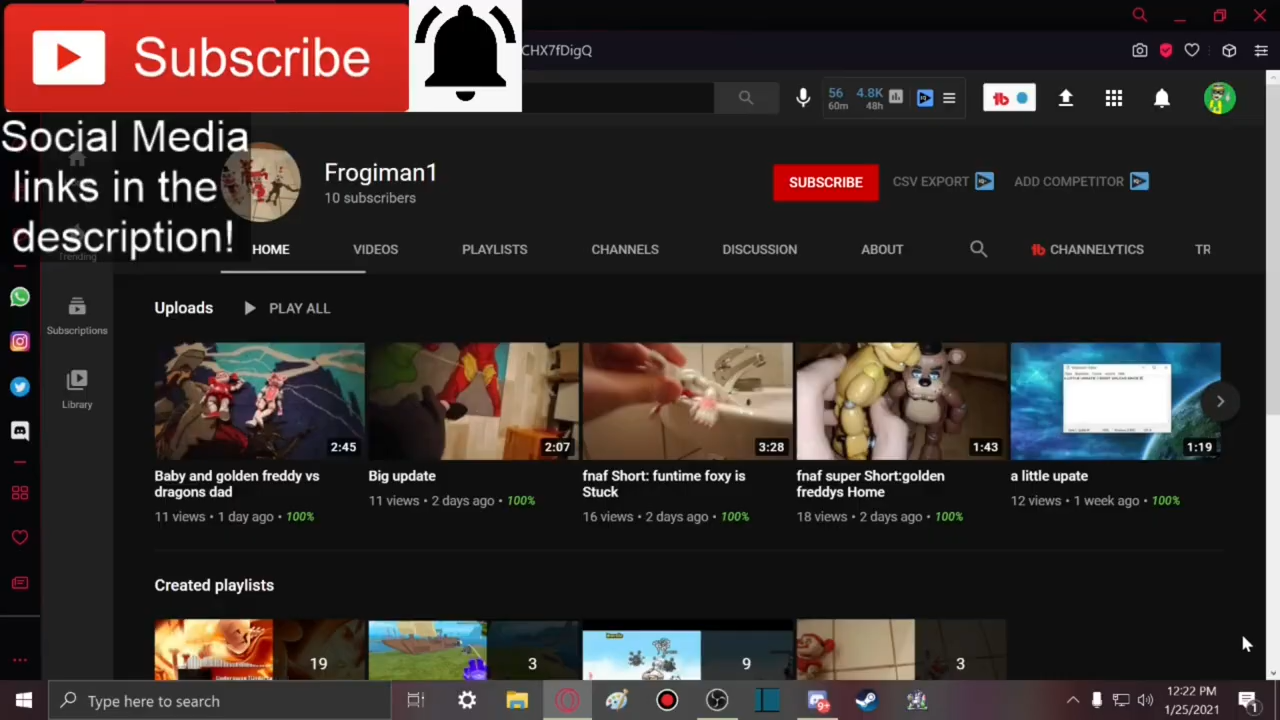 Subscribe
CHX7fDigQ
Social Media
links in the
description!
56
60m
4.8K
48h
Frogiman1
10 subscribers
SUBSCRIBE
CSV EXPORT
ADD COMPETITOR
HOME
VIDEOS
PLAYLISTS
CHANNELS
DISCUSSION
ABOUT
CHANNELYTICS
TR
Trending
Subscriptions
Library
Uploads
PLAY ALL
2:45
2:07
3:28
1:43
1:19
Baby and golden freddy vs
dragons dad
11 views • 1 day ago • 100%
Big update
11 views • 2 days ago • 100%
fnaf Short: funtime foxy is
Stuck
16 views • 2 days ago • 100%
fnaf super Short:golden
freddys Home
18 views • 2 days ago • 100%
a little upate
12 views • 1 week ago • 100%
Created playlists
19
3
9
3
Type here to search
9+
12:22 PM
1/25/2021
1